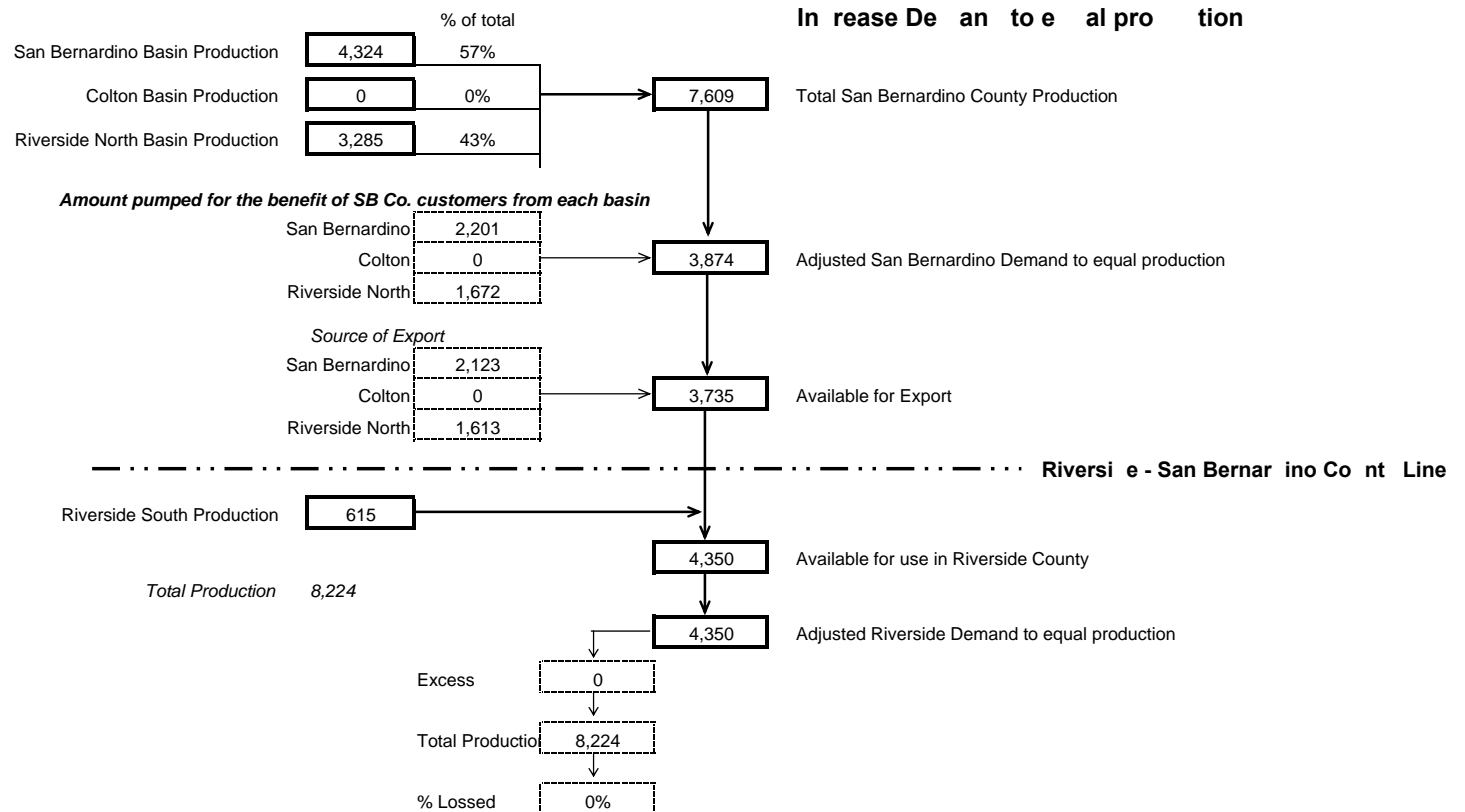 In rease De an to e al pro tion
% of total
San Bernardino Basin Production 4,324 57%
Colton Basin Production 0 0% 7,609 Total San Bernardino County Production
Riverside North Basin Production 3,285 43%
Amount pumped for the benefit of SB Co. customers from each basin
San Bernardino 2,201
Colton 0 3,874 Adjusted San Bernardino Demand to equal production
Riverside North 1,672
Source of Export
San Bernardino 2,123
Colton 0 3,735 Available for Export
Riverside North 1,613
Riversi e - San Bernar ino Co nt Line
Riverside South Production 615
4,350 Available for use in Riverside County
Total Production 8,224
4,350 Adjusted Riverside Demand to equal production
Excess 0
Total Productio 8,224
% Lossed 0%